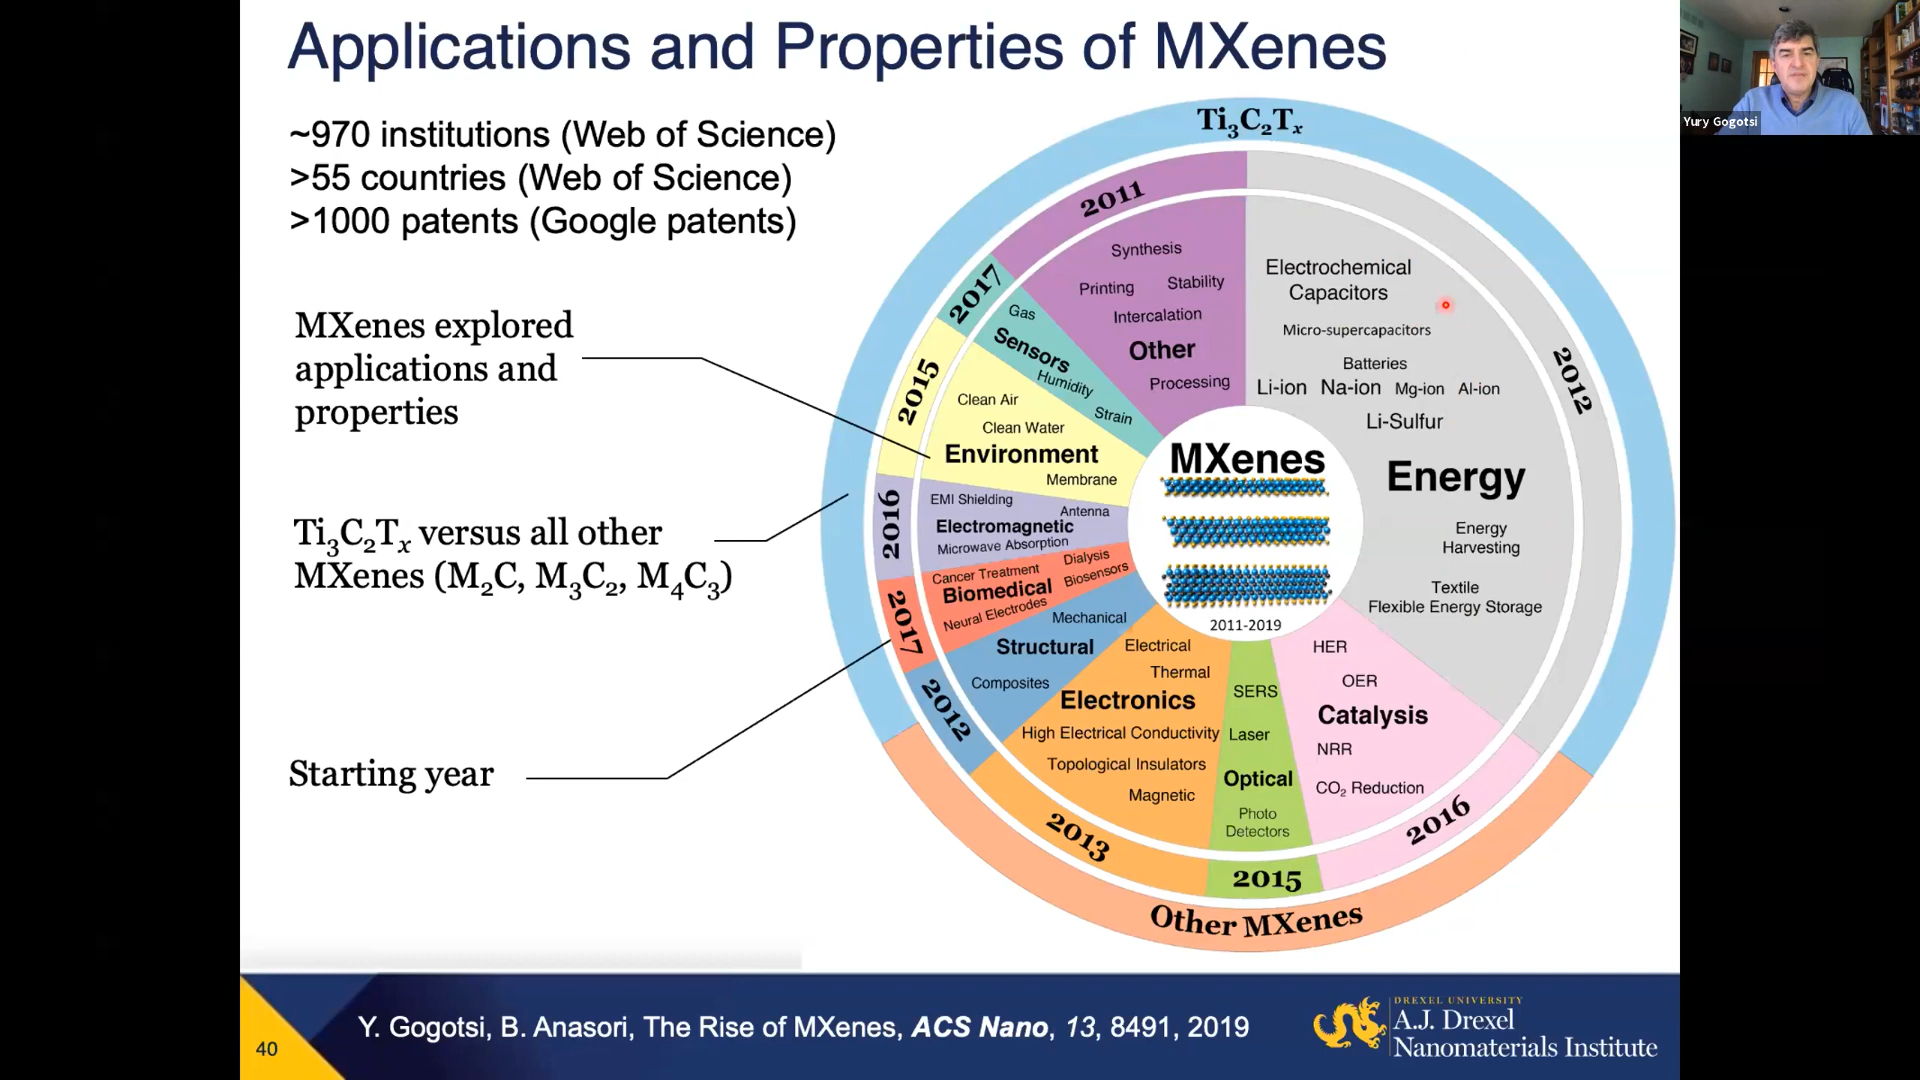 Applications and Properties of MXenes
~970 institutions (Web of Science)
>55 countries (Web of Science)
>1000 patents (Google patents)
MXenes explored
applications and
properties
Ti₃C₂Tₓ versus all other
MXenes (M₂C, M₃C₂, M₄C₃)
Starting year
Ti₃C₂Tₓ
2011
Synthesis
Printing
Stability
Intercalation
Other
Processing
2012
Electrochemical
Capacitors
Micro-supercapacitors
Batteries
Li-ion Na-ion Mg-ion Al-ion
Li-Sulfur
Energy
Energy
Harvesting
Textile
Flexible Energy Storage
2016
HER
OER
Catalysis
NRR
CO₂ Reduction
2015
SERS
Laser
Optical
Photo
Detectors
2013
Electrical
Thermal
Electronics
High Electrical Conductivity
Topological Insulators
Magnetic
2012
Mechanical
Structural
Composites
2017
Cancer Treatment
Dialysis
Biomedical
Biosensors
Neural Electrodes
2016
EMI Shielding
Antenna
Electromagnetic
Microwave Absorption
2015
Clean Air
Clean Water
Environment
Membrane
2017
Gas
Sensors
Humidity
Strain
MXenes
2011-2019
Other MXenes
40
Y. Gogotsi, B. Anasori, The Rise of MXenes, ACS Nano, 13, 8491, 2019
DREXEL UNIVERSITY
A.J. Drexel
Nanomaterials Institute
Yury Gogotsi